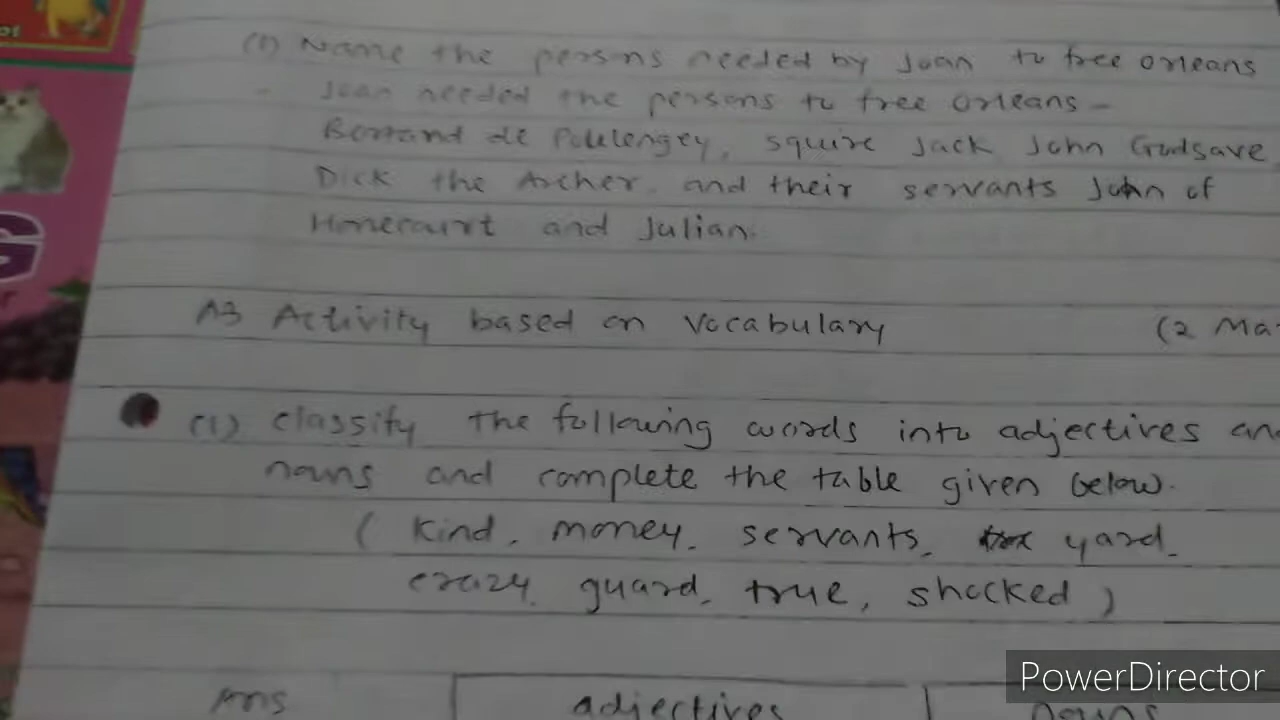 (1) Name the persons needed by Joan to free orleans
Joan needed the persons to free orleans -
Bertrand de Poulengey, squire Jack John Godsave
Dick the Archer and their servants John of
Honecourt and Julian.
A3 Activity based on vocabulary (2 Ma
(1) classify the following words into adjectives an
nouns and complete the table given below.
( kind, money, servants, yard,
crazy, guard, true, shocked )
Ans adjectives nouns
PowerDirector